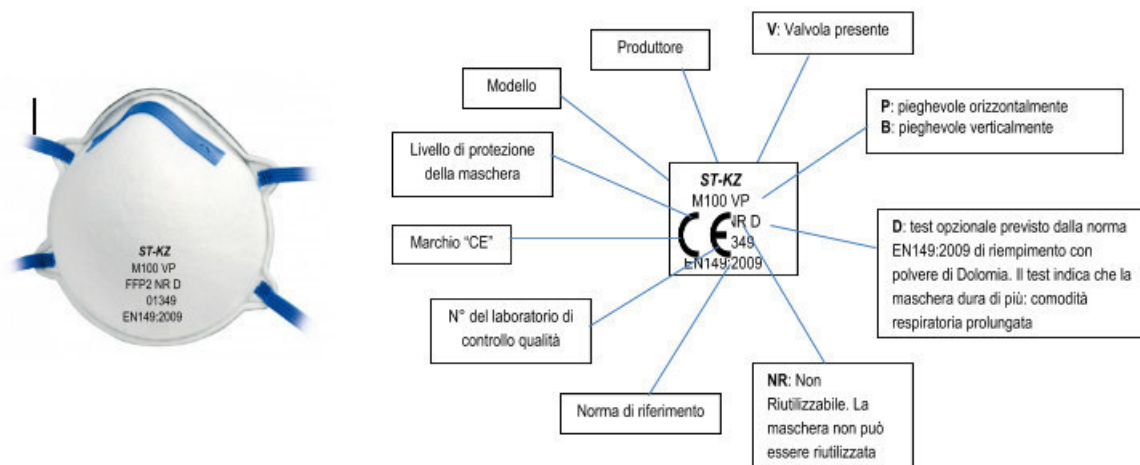 ST-KZ
M100 VP
FFP2 NR D
01349
EN149:2009
Produttore
V: Valvola presente
Modello
P: pieghevole orizzontalmente
B: pieghevole verticalmente
Livello di protezione
della maschera
ST-KZ
M100 VP
NR D
349
EN149:2009
CE
Marchio "CE"
D: test opzionale previsto dalla norma
EN149:2009 di riempimento con
polvere di Dolomia. Il test indica che la
maschera dura di più: comodità
respiratoria prolungata
N° del laboratorio di
controllo qualità
Norma di riferimento
NR: Non
Riutilizzabile. La
maschera non può
essere riutilizzata